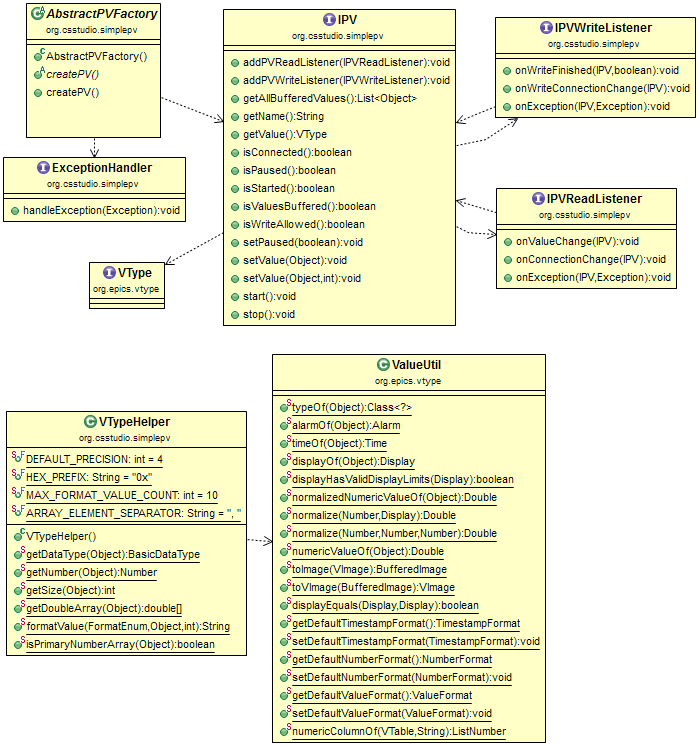 AbstractPVFactory
org.csstudio.simplepv
AbstractPVFactory()
createPV()
createPV()
IPV
org.csstudio.simplepv
addPVReadListener(IPVReadListener):void
addPVWriteListener(IPVWriteListener):void
getAllBufferedValues():List<Object>
getName():String
getValue():VType
isConnected():boolean
isPaused():boolean
isStarted():boolean
isValuesBuffered():boolean
isWriteAllowed():boolean
setPaused(boolean):void
setValue(Object):void
setValue(Object,int):void
start():void
stop():void
IPVWriteListener
org.csstudio.simplepv
onWriteFinished(IPV,boolean):void
onWriteConnectionChange(IPV):void
onException(IPV,Exception):void
ExceptionHandler
org.csstudio.simplepv
handleException(Exception):void
IPVReadListener
org.csstudio.simplepv
onValueChange(IPV):void
onConnectionChange(IPV):void
onException(IPV,Exception):void
VType
org.epics.vtype
VTypeHelper
org.csstudio.simplepv
DEFAULT_PRECISION: int = 4
HEX_PREFIX: String = "0x"
MAX_FORMAT_VALUE_COUNT: int = 10
ARRAY_ELEMENT_SEPARATOR: String = ", "
VTypeHelper()
getDataType(Object):BasicDataType
getNumber(Object):Number
getSize(Object):int
getDoubleArray(Object):double[]
formatValue(FormatEnum,Object,int):String
isPrimaryNumberArray(Object):boolean
ValueUtil
org.epics.vtype
typeOf(Object):Class<?>
alarmOf(Object):Alarm
timeOf(Object):Time
displayOf(Object):Display
displayHasValidDisplayLimits(Display):boolean
normalizedNumericValueOf(Object):Double
normalize(Number,Display):Double
normalize(Number,Number,Number):Double
numericValueOf(Object):Double
toImage(VImage):BufferedImage
toVImage(BufferedImage):VImage
displayEquals(Display,Display):boolean
getDefaultTimestampFormat():TimestampFormat
setDefaultTimestampFormat(TimestampFormat):void
getDefaultNumberFormat():NumberFormat
setDefaultNumberFormat(NumberFormat):void
getDefaultValueFormat():ValueFormat
setDefaultValueFormat(ValueFormat):void
numericColumnOf(VTable,String):ListNumber